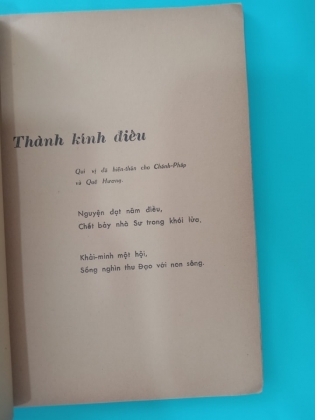 Thành kính điếu
Quí vị đã hiến-thân cho Chánh-Pháp
và Quê Hương.
Nguyện đạt năm điều,
Chết bảy nhà Sư trong khói lửa,
Khải-minh một hội,
Sống nghìn thu Đạo với non sông.